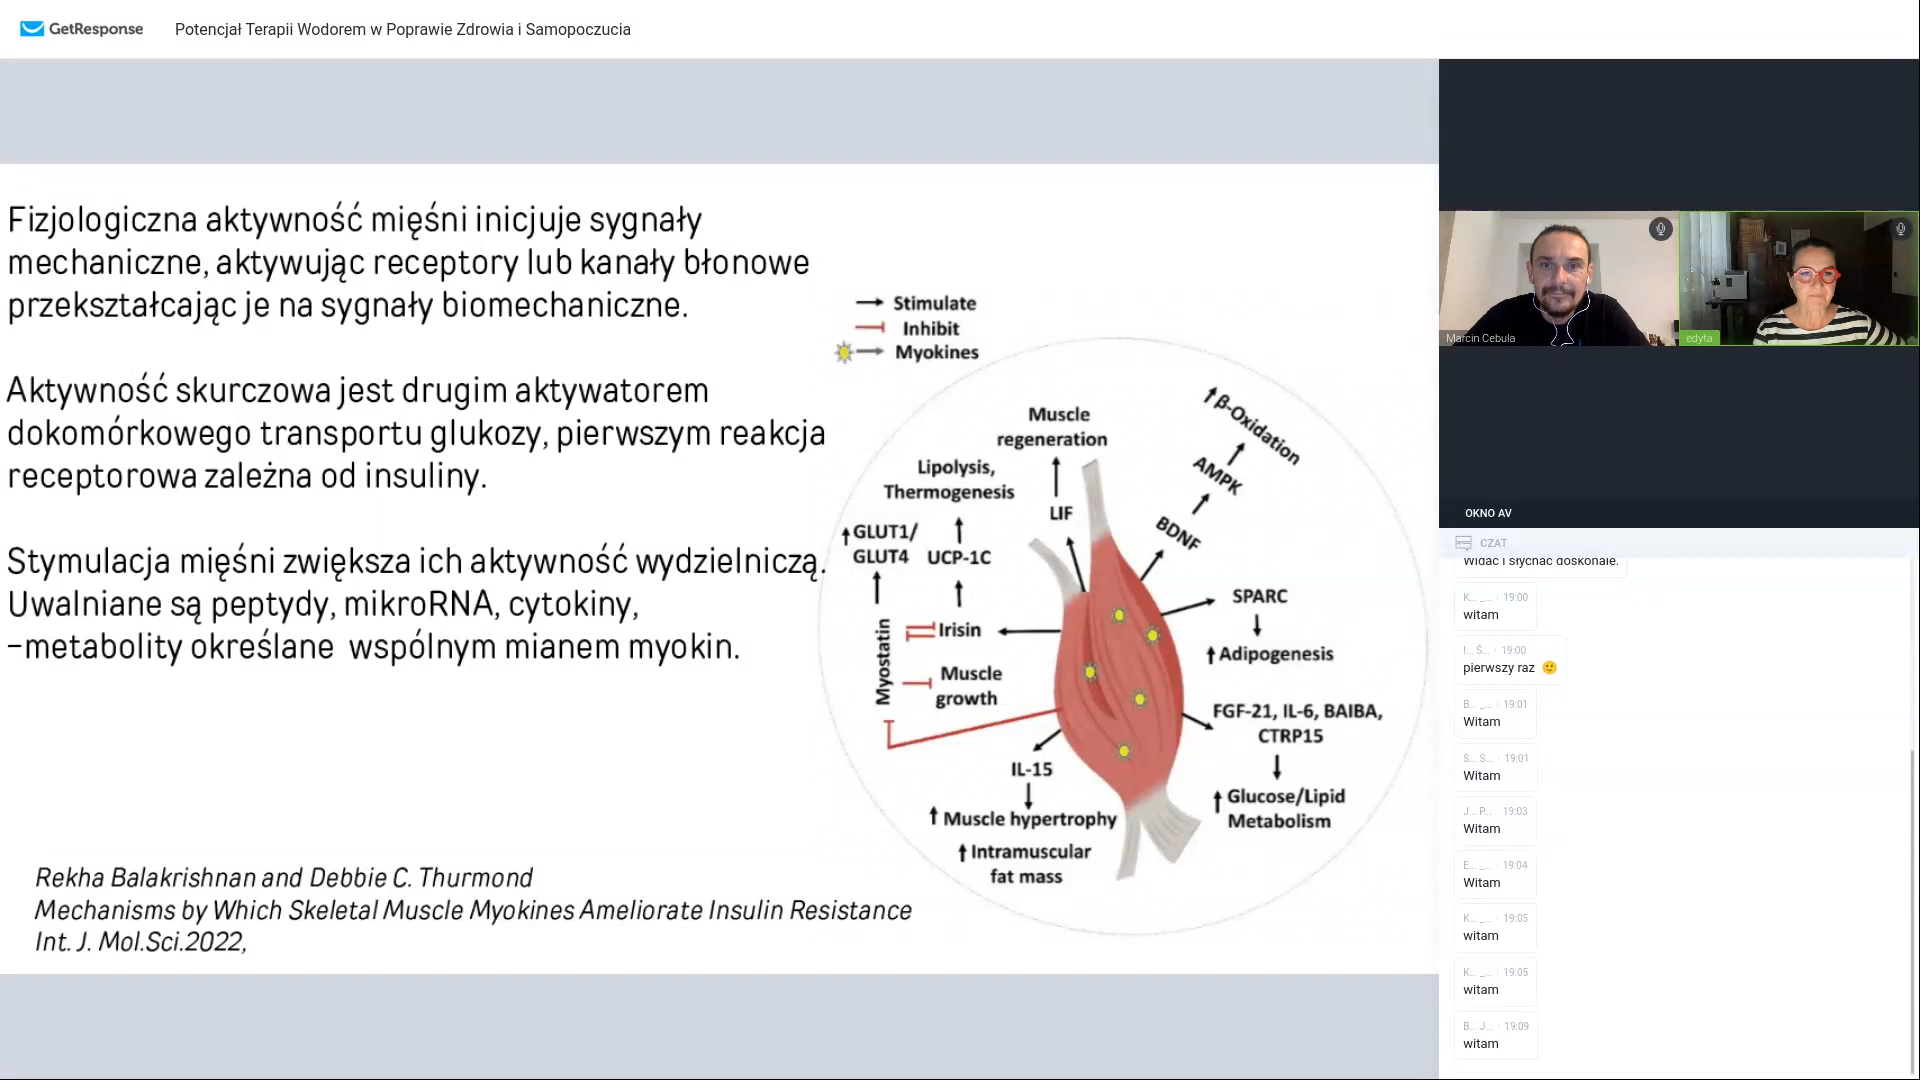 GetResponse
Potencjał Terapii Wodorem w Poprawie Zdrowia i Samopoczucia
Fizjologiczna aktywność mięśni inicjuje sygnały
mechaniczne, aktywując receptory lub kanały błonowe
przekształcając je na sygnały biomechaniczne.
Aktywność skurczowa jest drugim aktywatorem
dokomórkowego transportu glukozy, pierwszym reakcja
receptorowa zależna od insuliny.
Stymulacja mięśni zwiększa ich aktywność wydzielniczą.
Uwalniane są peptydy, mikroRNA, cytokiny,
–metabolity określane wspólnym mianem myokin.
Rekha Balakrishnan and Debbie C. Thurmond
Mechanisms by Which Skeletal Muscle Myokines Ameliorate Insulin Resistance
Int. J. Mol.Sci.2022,
Stimulate
Inhibit
Myokines
Muscle
regeneration
LIF
Lipolysis,
Thermogenesis
UCP-1C
Irisin
GLUT1/
GLUT4
Myostatin
Muscle
growth
IL-15
Muscle hypertrophy
Intramuscular
fat mass
β-Oxidation
AMPK
BDNF
SPARC
Adipogenesis
FGF-21, IL-6, BAIBA,
CTRP15
Glucose/Lipid
Metabolism
Marcin Cebula
edyta
OKNO AV
CZAT
Widać i słychać doskonale.
K... _... 19:00
witam
I... Ś... 19:00
pierwszy raz 🙂
B... _... 19:01
Witam
S... S... 19:01
Witam
J... P... 19:03
Witam
E... _... 19:04
Witam
K... _... 19:05
witam
K... _... 19:05
witam
B... J... 19:09
witam